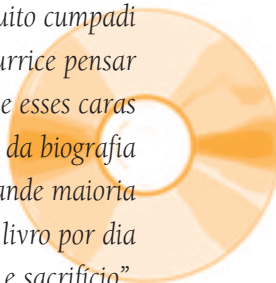 uito cumpadi
urrice pensar
e esses caras
da biografia
ande maioria
livro por dia
e sacrifício”